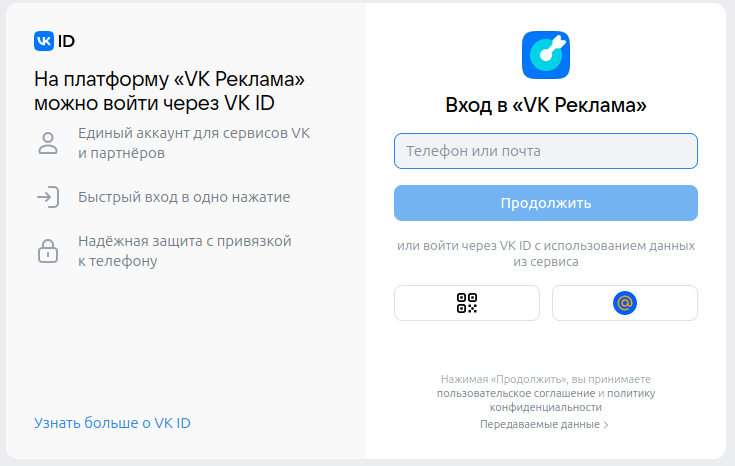 VK ID
На платформу «VK Реклама»
можно войти через VK ID
Единый аккаунт для сервисов VK
и партнёров
Быстрый вход в одно нажатие
Надёжная защита с привязкой
к телефону
Узнать больше о VK ID
Вход в «VK Реклама»
Телефон или почта
Продолжить
или войти через VK ID с использованием данных
из сервиса
Нажимая «Продолжить», вы принимаете
пользовательское соглашение и политику
конфиденциальности
Передаваемые данные